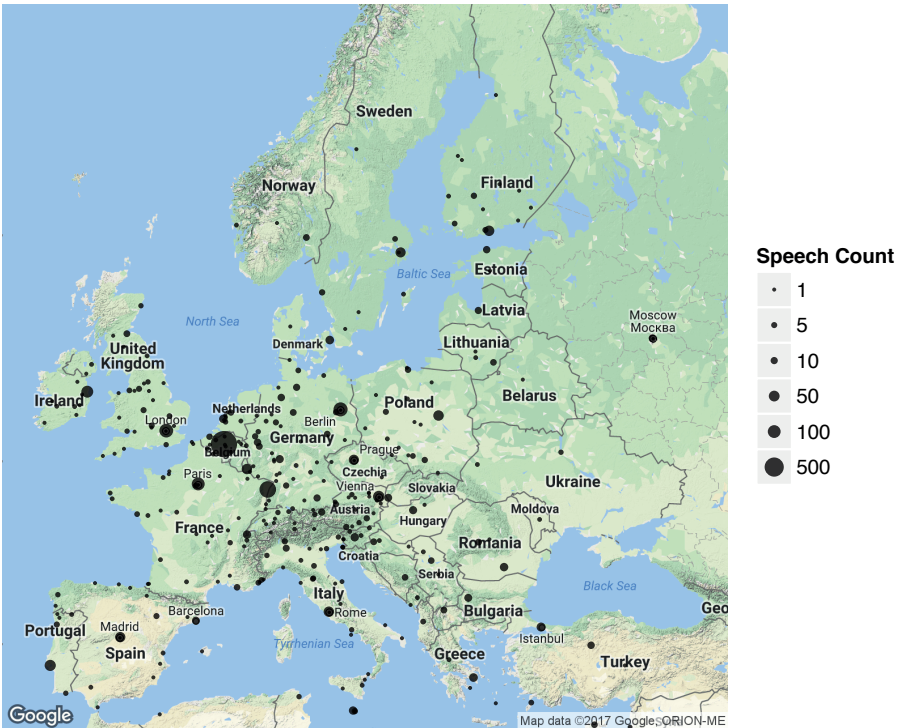 Sweden
Norway
Finland
Baltic Sea
Estonia
North Sea
Latvia
Moscow
Москва
Denmark
Lithuania
United
Kingdom
Ireland
Netherlands
Poland
Belarus
London
Berlin
Germany
Belgium
Prague
Paris
Czechia
Vienna
Slovakia
Ukraine
Austria
Moldova
France
Hungary
Romania
Croatia
Serbia
Black Sea
Italy
Barcelona
Rome
Bulgaria
Geo
Portugal
Madrid
Istanbul
Spain
Tyrrhenian Sea
Greece
Turkey
Google
Map data ©2017 Google, ORION-ME
Speech Count
1
5
10
50
100
500